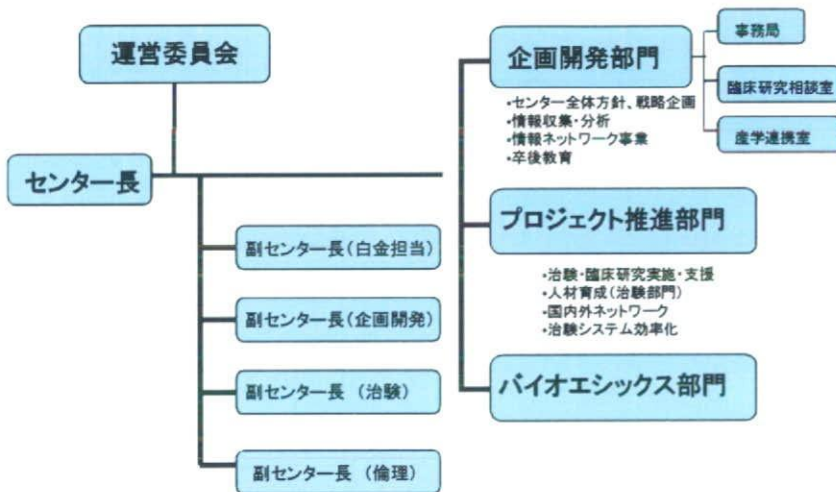 運営委員会
センター長
副センター長(白金担当)
副センター長(企画開発)
副センター長 (治験)
副センター長 (倫理)
企画開発部門
・センター全体方針、戦略企画
・情報収集・分析
・情報ネットワーク事業
・卒後教育
事務局
臨床研究相談室
産学連携室
プロジェクト推進部門
・治験・臨床研究実施・支援
・人材育成(治験部門)
・国内外ネットワーク
・治験システム効率化
バイオエシックス部門